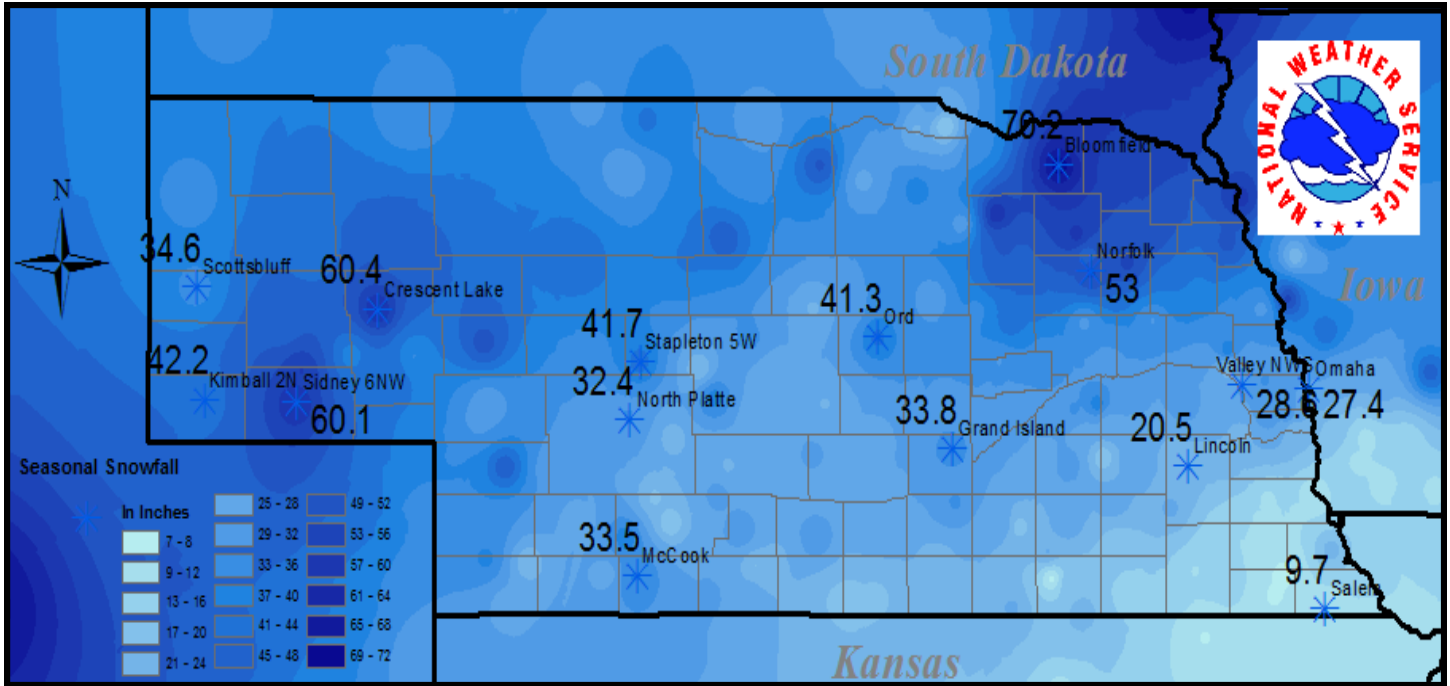 South Dakota
NATIONAL WEATHER SERVICE
70.2
Bloomfield
N
34.6
Scottsbluff
60.4
Crescent Lake
Norfolk
53
Iowa
41.3
Ord
41.7
Stapleton 5W
42.2
Kimball 2N
Sidney 6NW
60.1
32.4
North Platte
Valley NWS
Omaha
28.6
27.4
33.8
Grand Island
20.5
Lincoln
33.5
McCook
9.7
Salem
Kansas
Seasonal Snowfall
In Inches
7 - 8
9 - 12
13 - 16
17 - 20
21 - 24
25 - 28
29 - 32
33 - 36
37 - 40
41 - 44
45 - 48
49 - 52
53 - 56
57 - 60
61 - 64
65 - 68
69 - 72